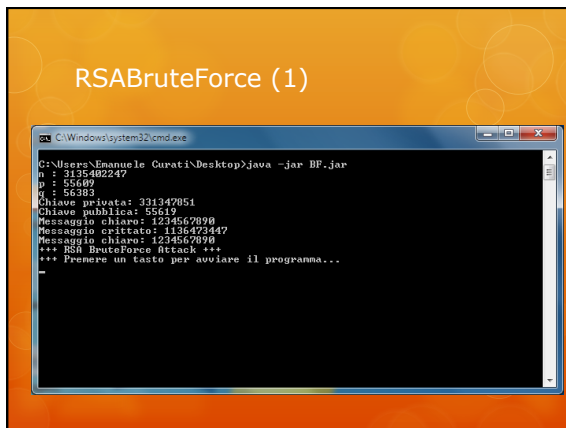 RSABruteForce (1)
C:\Windows\system32\cmd.exe
C:\Users\Emanuele Curati\Desktop>java -jar BF.jar
n : 3135402247
p : 55609
q : 56383
Chiave privata: 331347851
Chiave pubblica: 55619
Messaggio chiaro: 1234567890
Messaggio crittato: 1136473447
Messaggio chiaro: 1234567890
+++ RSA BruteForce Attack +++
+++ Premere un tasto per avviare il programma...